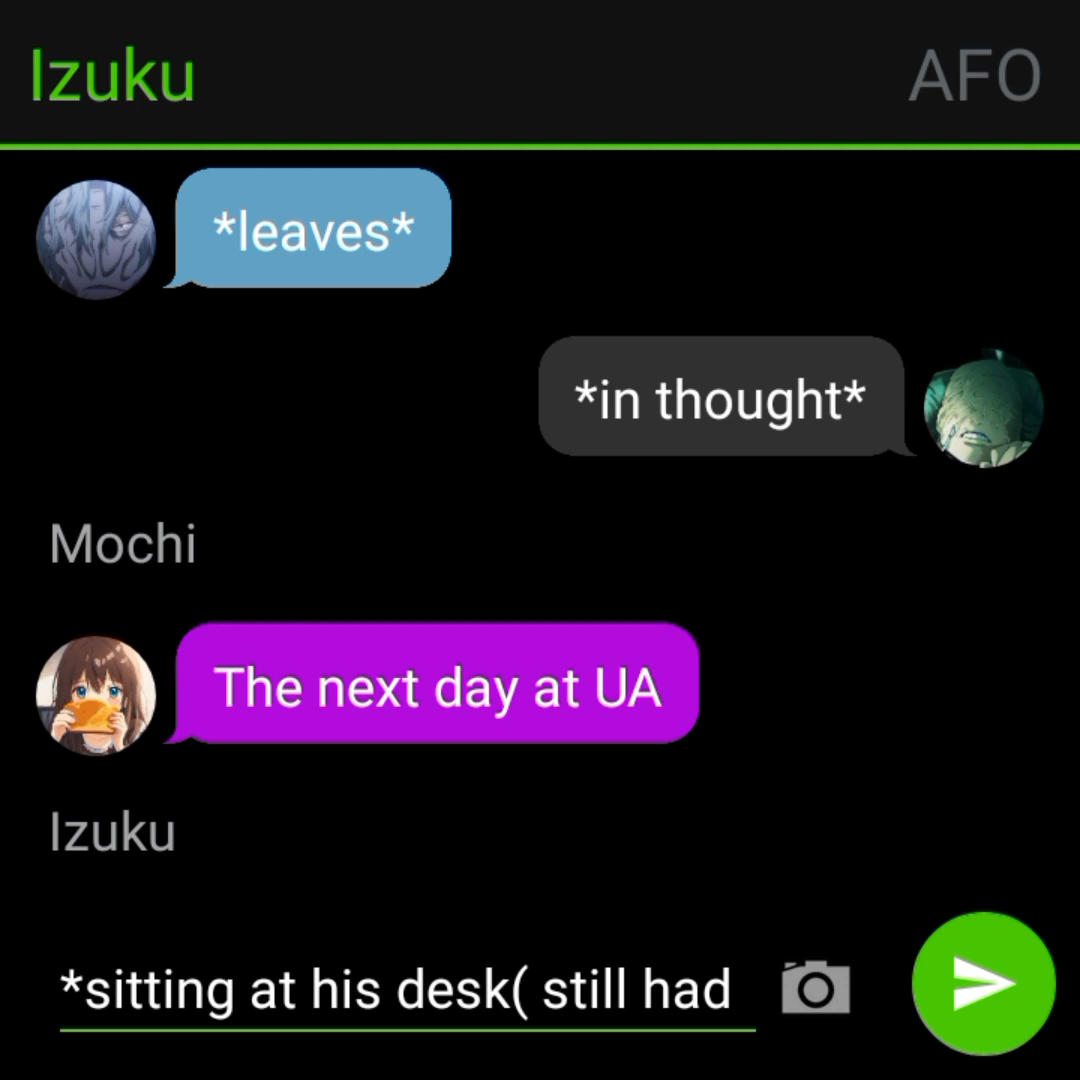 Izuku
AFO
*leaves*
*in thought*
Mochi
The next day at UA
Izuku
*sitting at his desk( still had